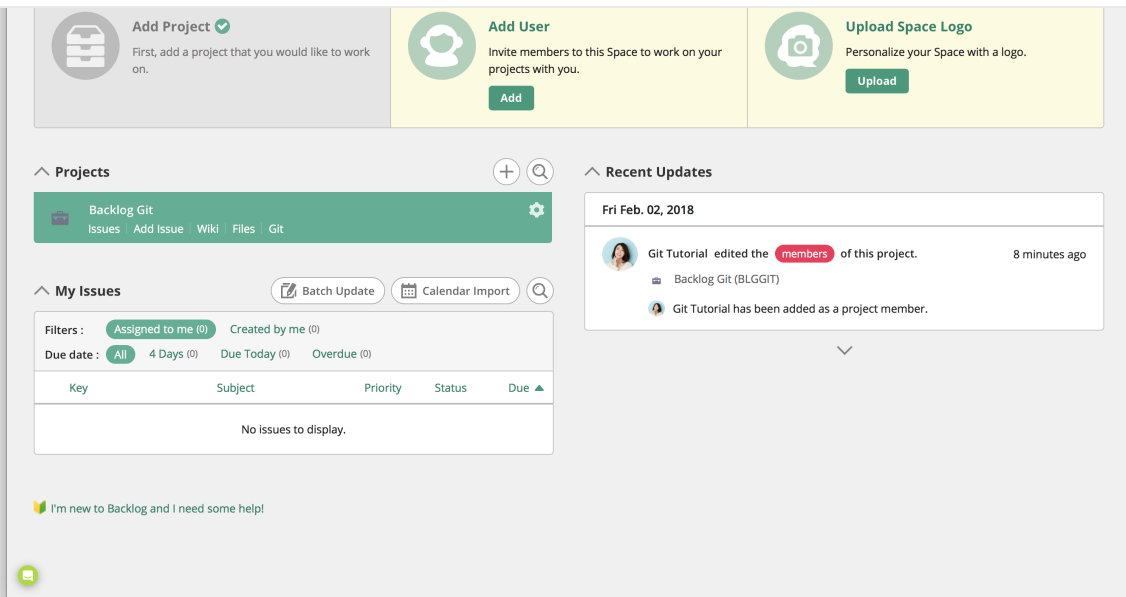 Add Project
First, add a project that you would like to work
on.
Add User
Invite members to this Space to work on your
projects with you.
Add
Upload Space Logo
Personalize your Space with a logo.
Upload
Projects
Backlog Git
Issues Add Issue Wiki Files Git
My Issues Batch Update Calendar Import
Filters : Assigned to me (0) Created by me (0)
Due date : All 4 Days (0) Due Today (0) Overdue (0)
Key Subject Priority Status Due
No issues to display.
I'm new to Backlog and I need some help!
Recent Updates
Fri Feb. 02, 2018
Git Tutorial edited the members of this project. 8 minutes ago
Backlog Git (BLGGIT)
Git Tutorial has been added as a project member.